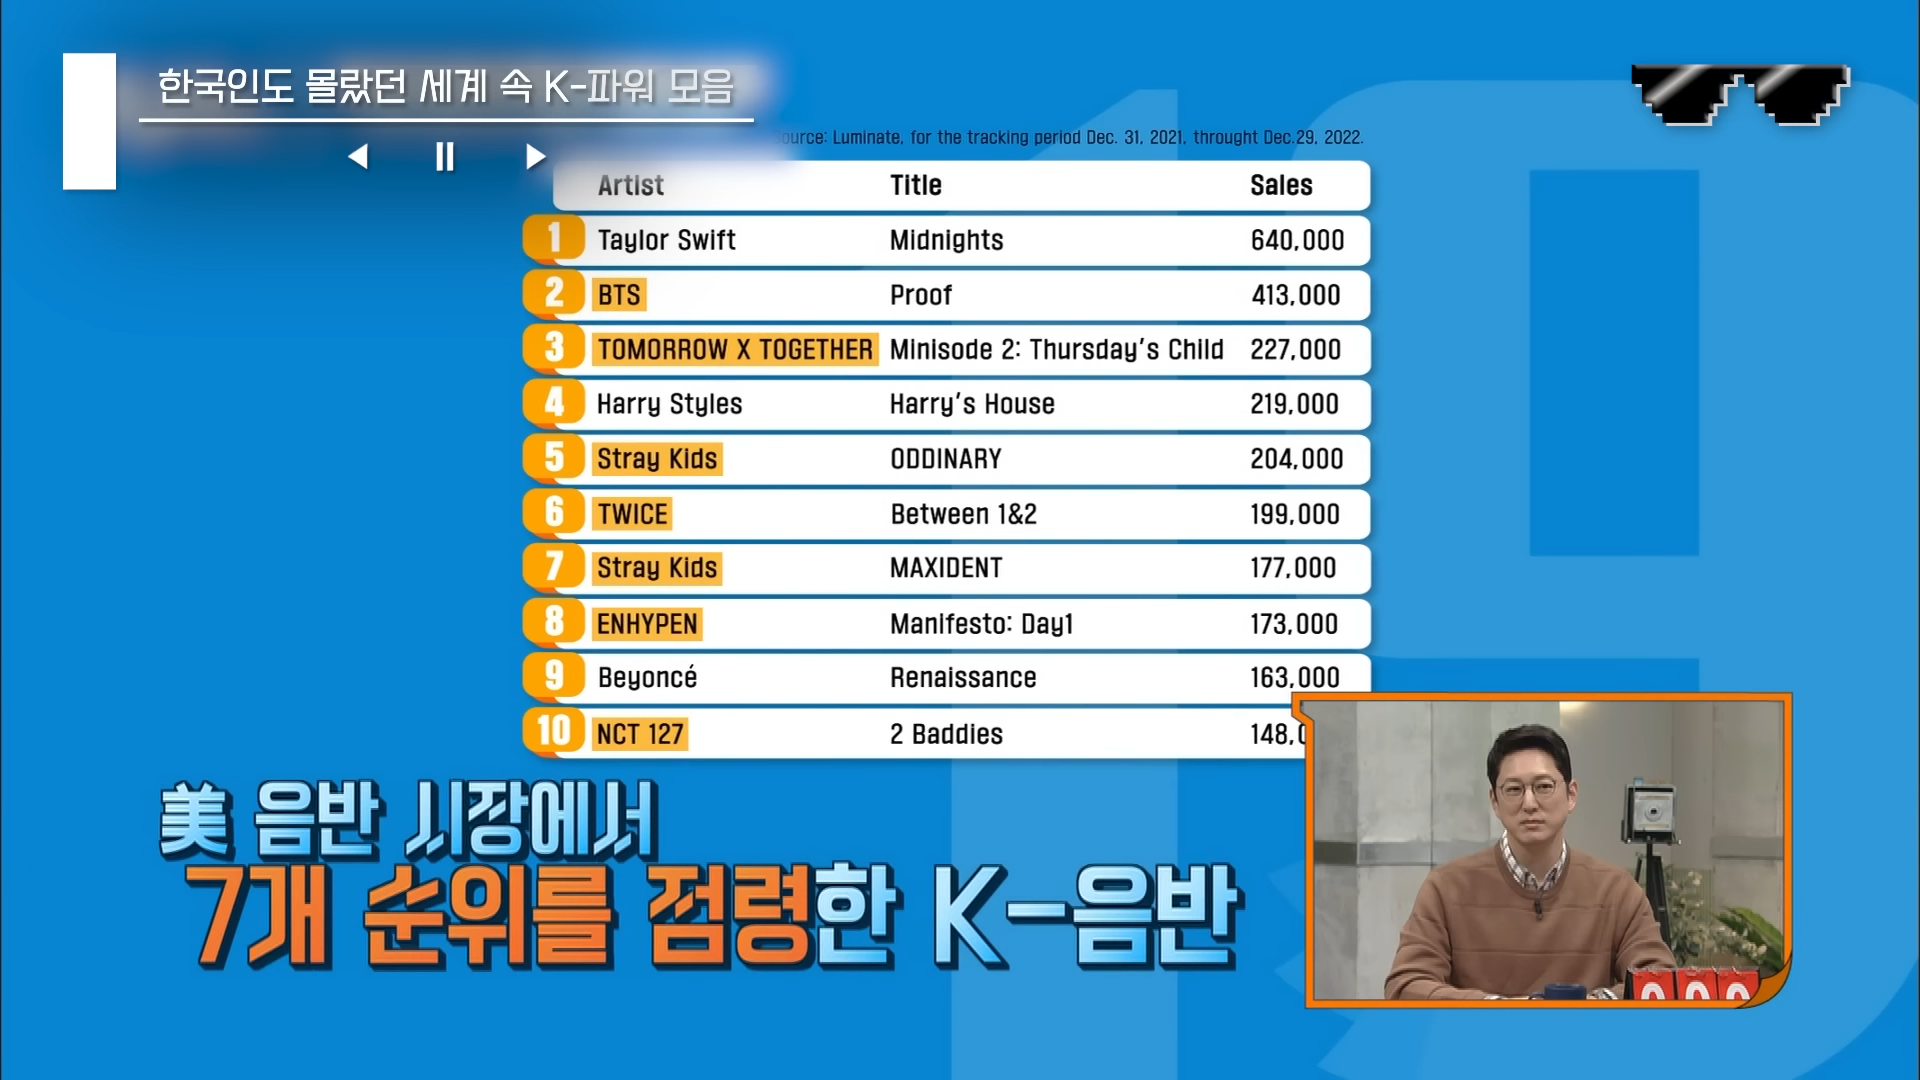 한국인도 몰랐던 세계 속 K-파워 모음
Source: Luminate, for the tracking period Dec. 31, 2021, throught Dec.29, 2022.
Artist Title Sales
1 Taylor Swift Midnights 640,000
2 BTS Proof 413,000
3 TOMORROW X TOGETHER Minisode 2: Thursday's Child 227,000
4 Harry Styles Harry's House 219,000
5 Stray Kids ODDINARY 204,000
6 TWICE Between 1&2 199,000
7 Stray Kids MAXIDENT 177,000
8 ENHYPEN Manifesto: Day1 173,000
9 Beyoncé Renaissance 163,000
10 NCT 127 2 Baddies
美 음반 시장에서
7개 순위를 점령한 K-음반